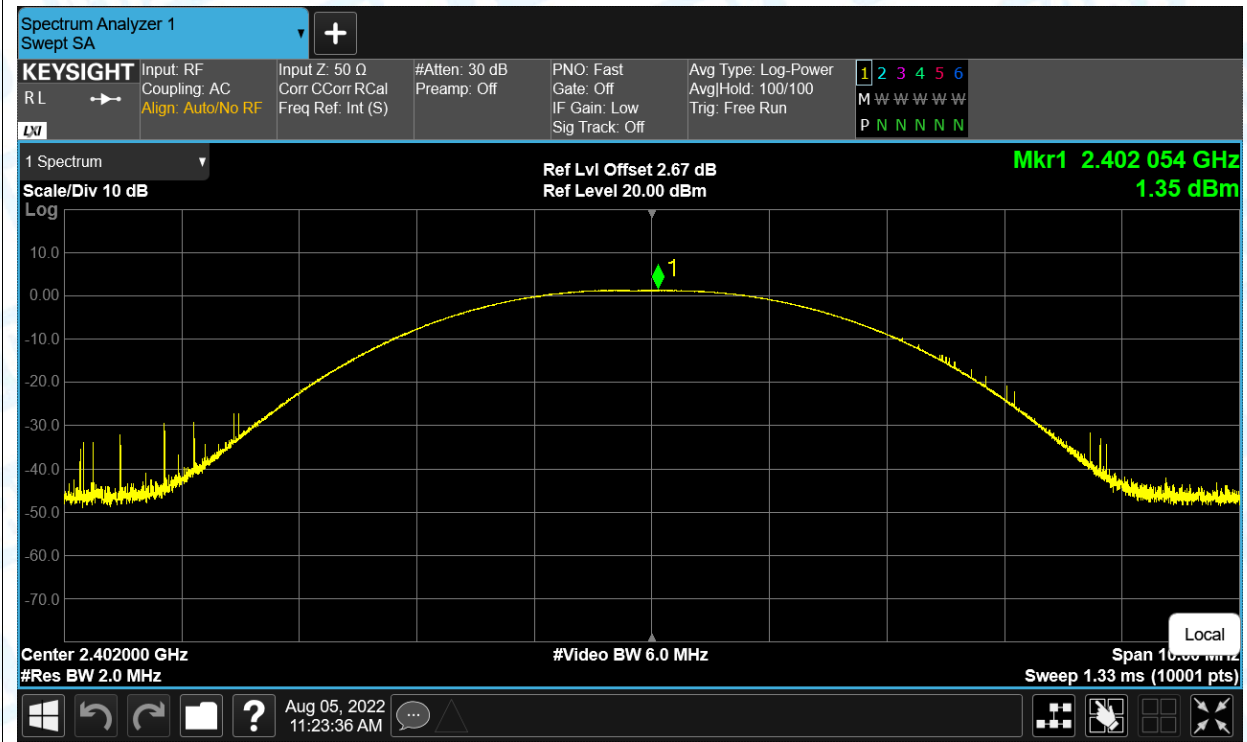 Spectrum Analyzer 1
Swept SA
KEYSIGHT
R L
LXI
Input: RF
Coupling: AC
Align: Auto/No RF
Input Z: 50 Ω
Corr CCorr RCal
Freq Ref: Int (S)
#Atten: 30 dB
Preamp: Off
PNO: Fast
Gate: Off
IF Gain: Low
Sig Track: Off
Avg Type: Log-Power
Avg|Hold: 100/100
Trig: Free Run
1 2 3 4 5 6
M W W W W W
P N N N N N
1 Spectrum
Scale/Div 10 dB
Log
Ref Lvl Offset 2.67 dB
Ref Level 20.00 dBm
Mkr1 2.402 054 GHz
1.35 dBm
1
10.0
0.00
-10.0
-20.0
-30.0
-40.0
-50.0
-60.0
-70.0
Local
Center 2.402000 GHz
#Res BW 2.0 MHz
#Video BW 6.0 MHz
Span 10.00 MHz
Sweep 1.33 ms (10001 pts)
?
Aug 05, 2022
11:23:36 AM